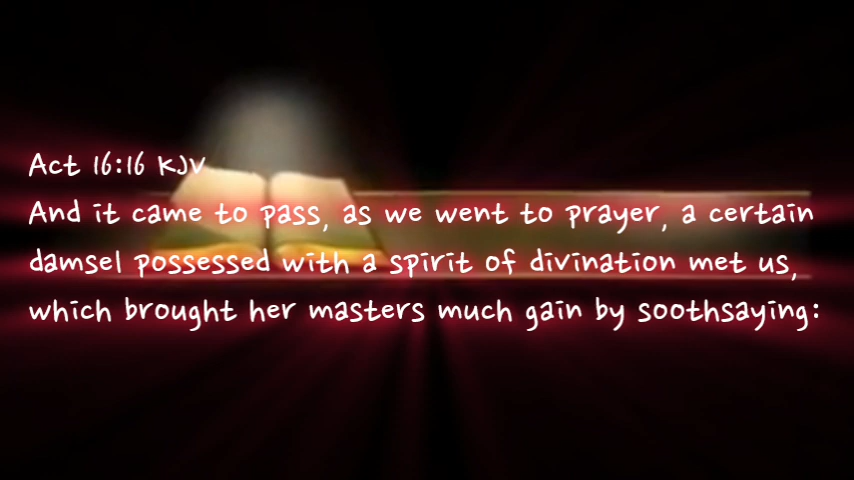 Act 16:16 KJV
And it came to pass, as we went to prayer, a certain
damsel possessed with a spirit of divination met us,
which brought her masters much gain by soothsaying: